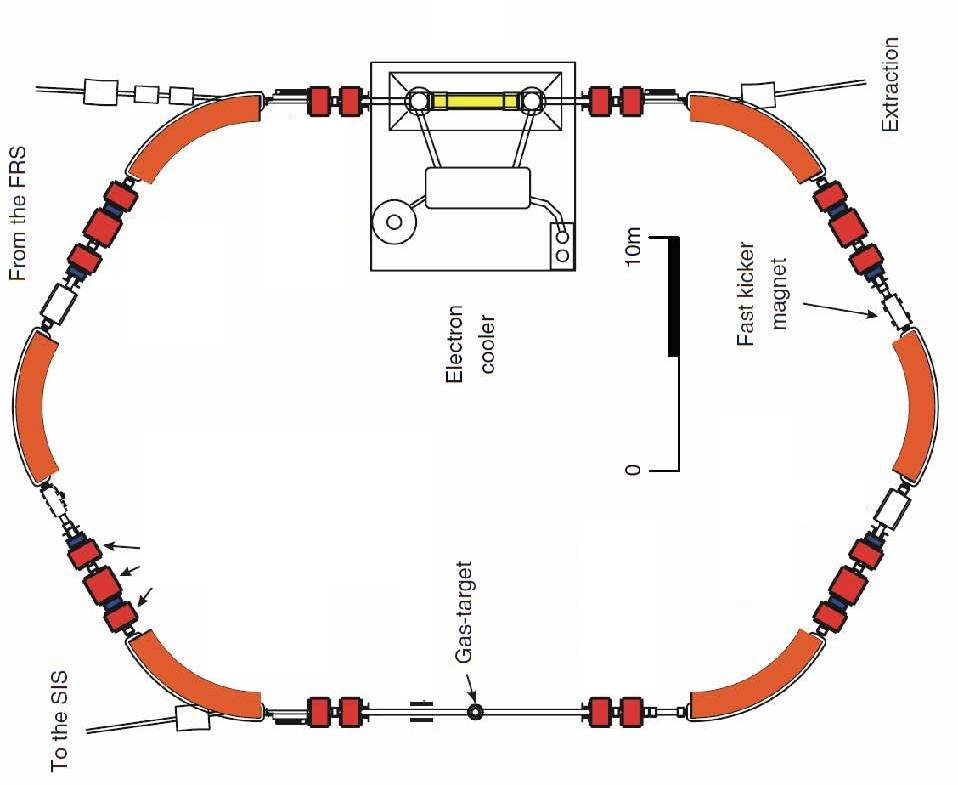 From the FRS
Extraction
Electron
cooler
10m
0
Fast kicker
magnet
Gas-target
To the SIS